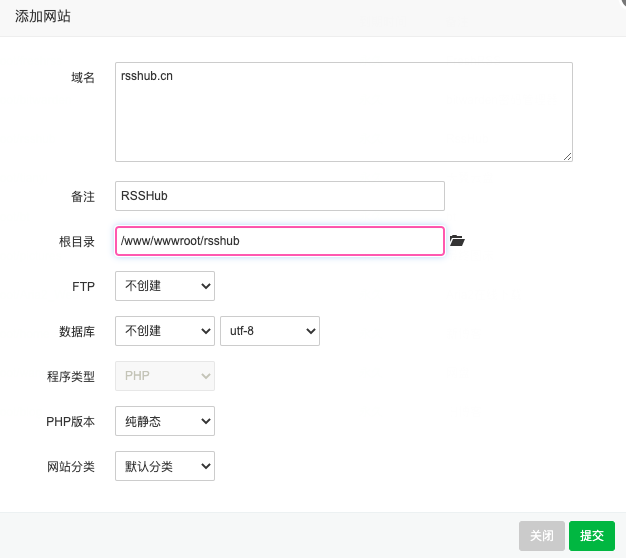 添加网站
域名
rsshub.cn
备注
RSSHub
根目录
/www/wwwroot/rsshub
FTP
不创建
数据库
不创建
utf-8
程序类型
PHP
PHP版本
纯静态
网站分类
默认分类
关闭
提交